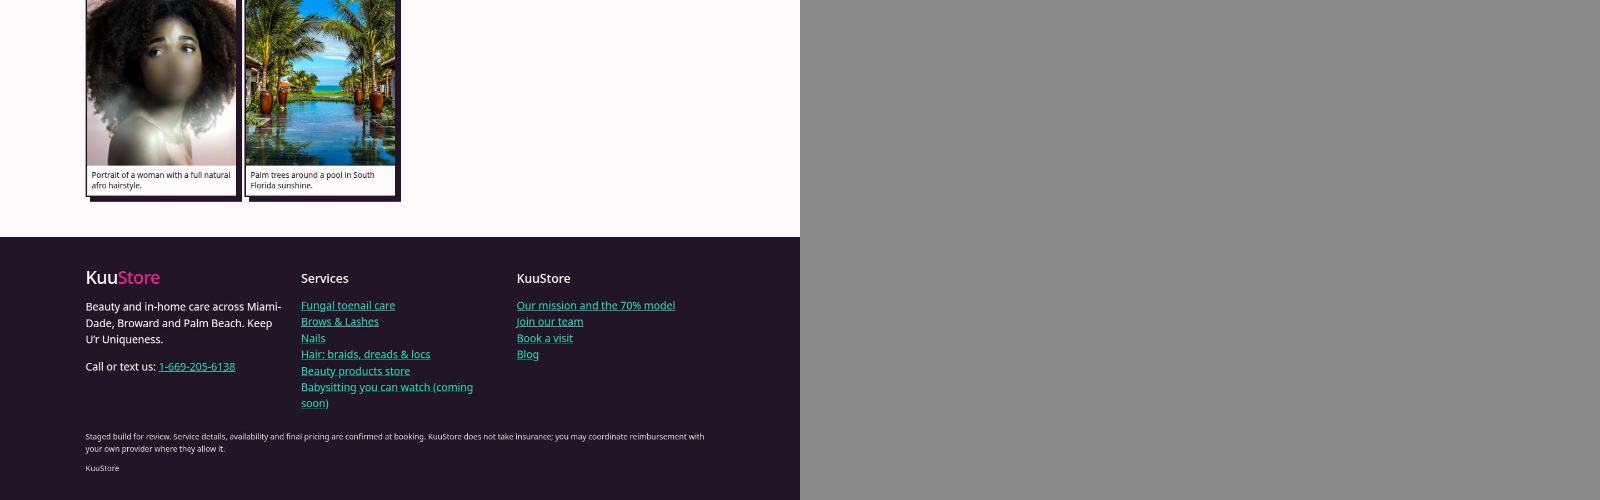 Portrait of a woman with a full natural
afro hairstyle.
Palm trees around a pool in South
Florida sunshine.
KuuStore
Beauty and in-home care across Miami-
Dade, Broward and Palm Beach. Keep
U'r Uniqueness.
Call or text us: 1-669-205-6138
Services
Fungal toenail care
Brows & Lashes
Nails
Hair: braids, dreads & locs
Beauty products store
Babysitting you can watch (coming
soon)
KuuStore
Our mission and the 70% model
Join our team
Book a visit
Blog
Staged build for review. Service details, availability and final pricing are confirmed at booking. KuuStore does not take insurance; you may coordinate reimbursement with
your own provider where they allow it.
KuuStore